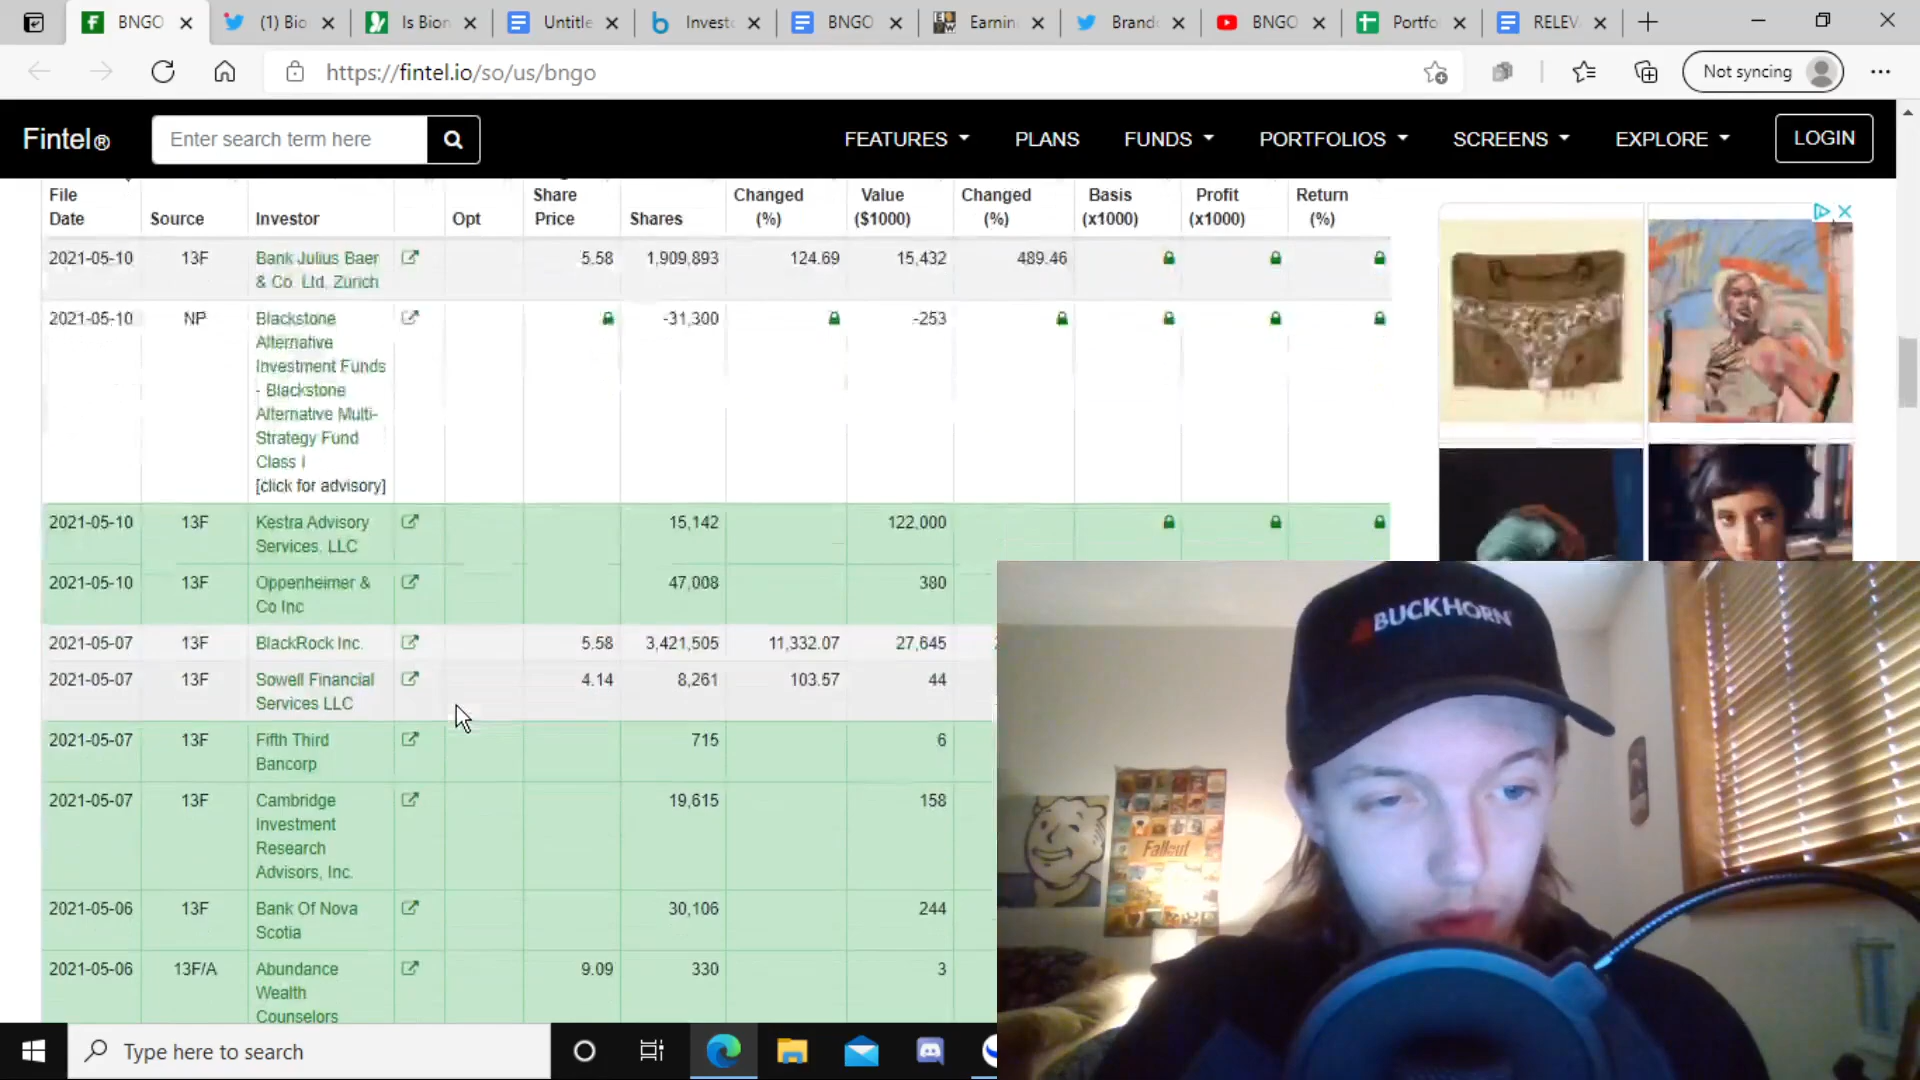 BNGO
(1) Bio
Is Bion
Untitle
Investo
BNGO
Earnin
Brand
BNGO
Portfo
RELEV
https://fintel.io/so/us/bngo
Not syncing
Fintel®
Enter search term here
FEATURES
PLANS
FUNDS
PORTFOLIOS
SCREENS
EXPLORE
LOGIN
File Date Source Investor Opt Share Price Shares Changed (%) Value ($1000) Changed (%) Basis (x1000) Profit (x1000) Return (%)
2021-05-10 13F Bank Julius Baer 5.58 1,909,893 124.69 15,432 489.46
& Co. Ltd, Zurich
2021-05-10 NP Blackstone -31,300 -253
Alternative
Investment Funds
- Blackstone
Alternative Multi-
Strategy Fund
Class I
[click for advisory]
2021-05-10 13F Kestra Advisory 15,142 122,000
Services, LLC
2021-05-10 13F Oppenheimer & 47,008 380
Co Inc
2021-05-07 13F BlackRock Inc. 5.58 3,421,505 11,332.07 27,645
2021-05-07 13F Sowell Financial 4.14 8,261 103.57 44
Services LLC
2021-05-07 13F Fifth Third 715 6
Bancorp
2021-05-07 13F Cambridge 19,615 158
Investment
Research
Advisors, Inc.
2021-05-06 13F Bank Of Nova 30,106 244
Scotia
2021-05-06 13F/A Abundance 9.09 330 3
Wealth
Counselors
BUCKHORN
Fallout
Type here to search